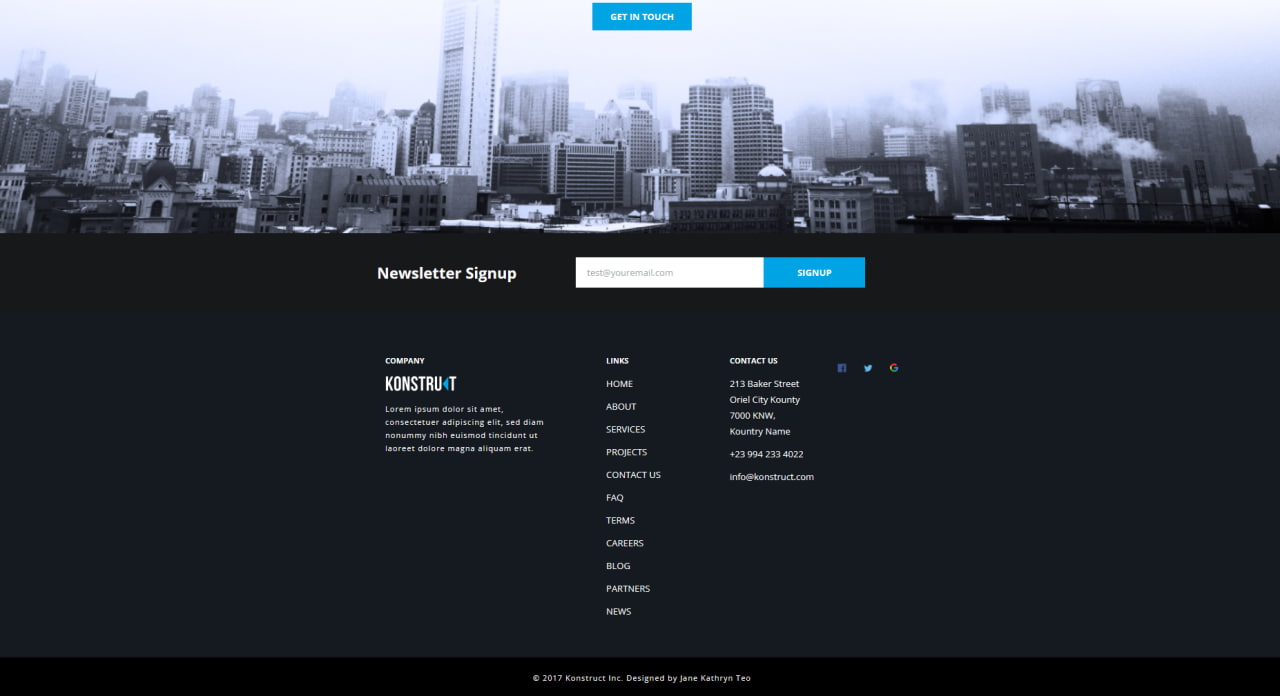 GET IN TOUCH
Newsletter Signup
test@youremail.com
SIGNUP
COMPANY
KONSTRUKT
Lorem ipsum dolor sit amet,
consectetuer adipiscing elit, sed diam
nonummy nibh euismod tincidunt ut
laoreet dolore magna aliquam erat.
LINKS
HOME
ABOUT
SERVICES
PROJECTS
CONTACT US
FAQ
TERMS
CAREERS
BLOG
PARTNERS
NEWS
CONTACT US
213 Baker Street
Oriel City Kounty
7000 KNW,
Kountry Name
+23 994 233 4022
info@konstruct.com
© 2017 Konstruct Inc. Designed by Jane Kathryn Teo